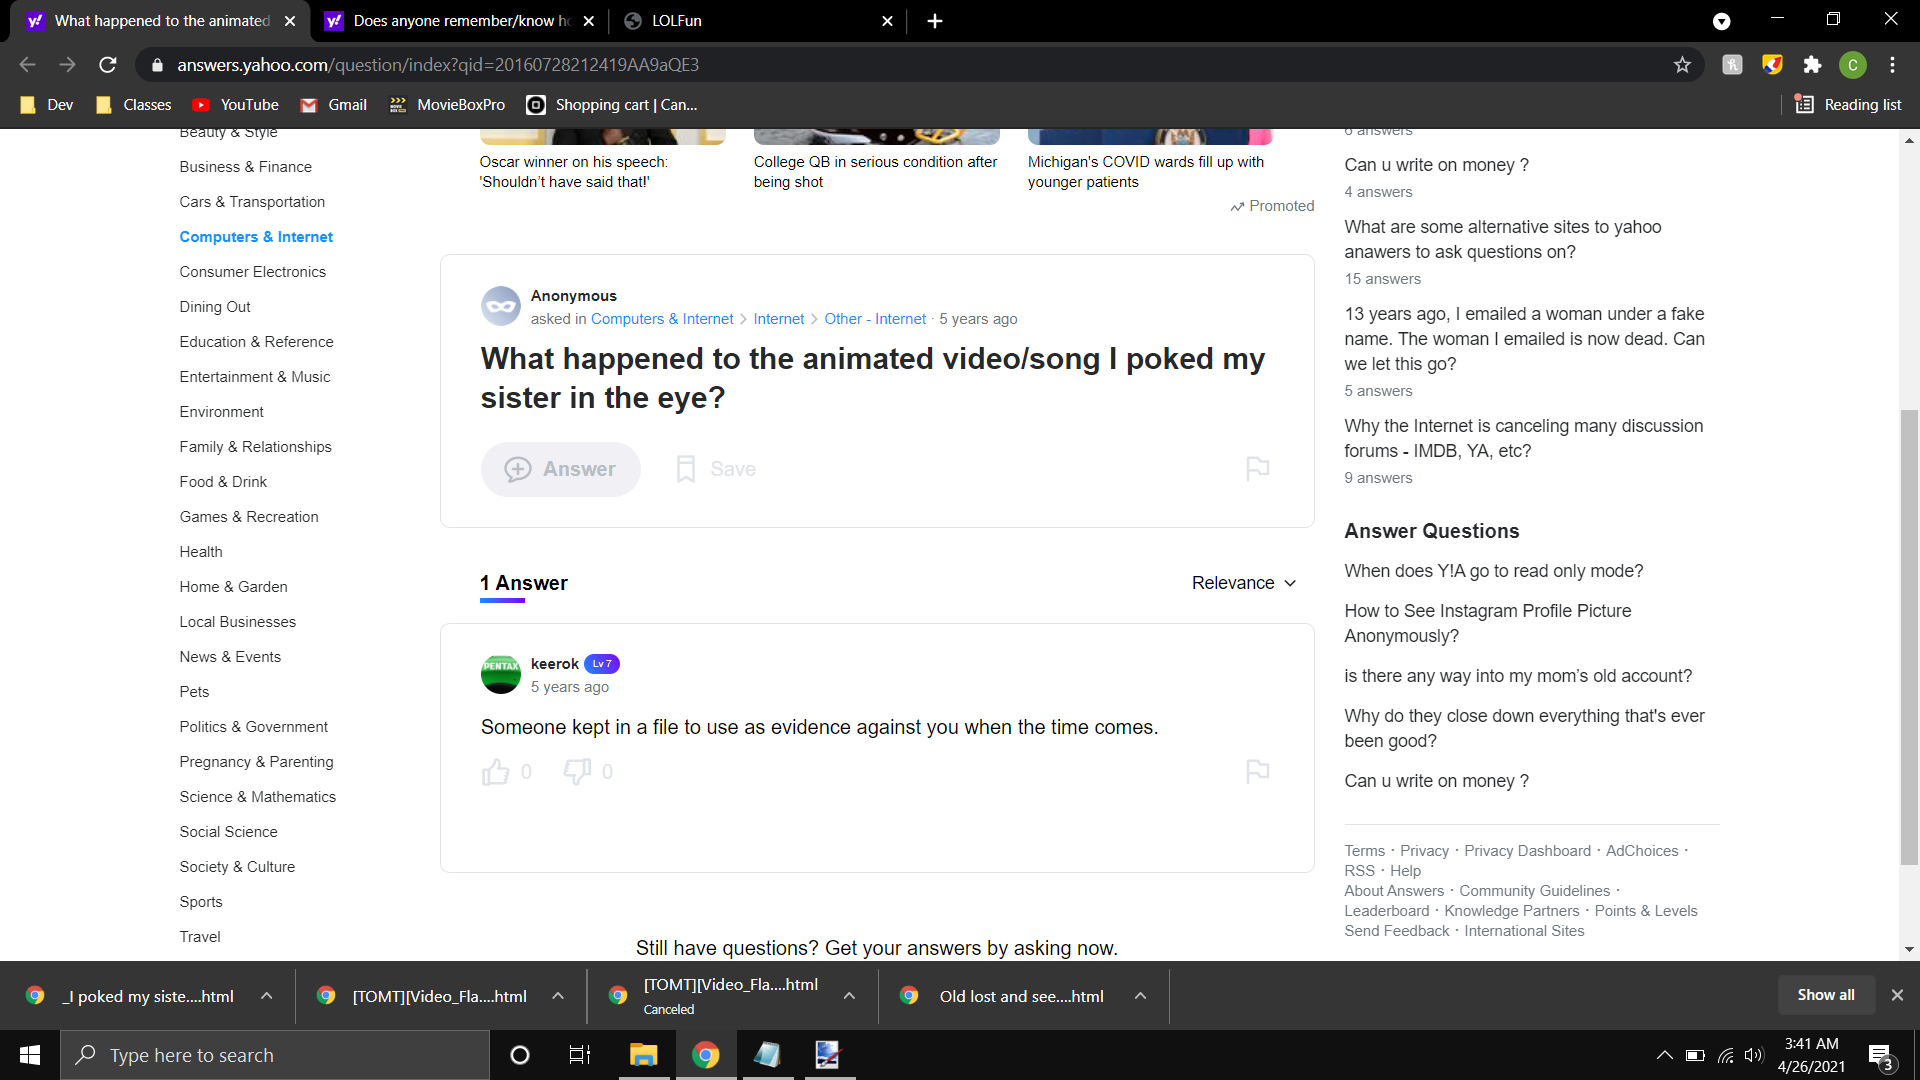 What happened to the animated
Does anyone remember/know ho
LOLFun
answers.yahoo.com/question/index?qid=20160728212419AA9aQE3
C
Dev
Classes
YouTube
Gmail
MovieBoxPro
Shopping cart | Can...
Reading list
Beauty & Style
Business & Finance
Cars & Transportation
Computers & Internet
Consumer Electronics
Dining Out
Education & Reference
Entertainment & Music
Environment
Family & Relationships
Food & Drink
Games & Recreation
Health
Home & Garden
Local Businesses
News & Events
Pets
Politics & Government
Pregnancy & Parenting
Science & Mathematics
Social Science
Society & Culture
Sports
Travel
Oscar winner on his speech:
'Shouldn't have said that!'
College QB in serious condition after
being shot
Michigan's COVID wards fill up with
younger patients
Promoted
Anonymous
asked in Computers & Internet > Internet > Other - Internet · 5 years ago
What happened to the animated video/song I poked my
sister in the eye?
Answer
Save
1 Answer
Relevance
PENTAX
keerok Lv 7
5 years ago
Someone kept in a file to use as evidence against you when the time comes.
0
0
Still have questions? Get your answers by asking now.
6 answers
Can u write on money ?
4 answers
What are some alternative sites to yahoo
anawers to ask questions on?
15 answers
13 years ago, I emailed a woman under a fake
name. The woman I emailed is now dead. Can
we let this go?
5 answers
Why the Internet is canceling many discussion
forums - IMDB, YA, etc?
9 answers
Answer Questions
When does Y!A go to read only mode?
How to See Instagram Profile Picture
Anonymously?
is there any way into my mom's old account?
Why do they close down everything that's ever
been good?
Can u write on money ?
Terms · Privacy · Privacy Dashboard · AdChoices ·
RSS · Help
About Answers · Community Guidelines ·
Leaderboard · Knowledge Partners · Points & Levels
Send Feedback · International Sites
_I poked my siste....html
[TOMT][Video_Fla....html
[TOMT][Video_Fla....html
Canceled
Old lost and see....html
Show all
Type here to search
3:41 AM
4/26/2021
3